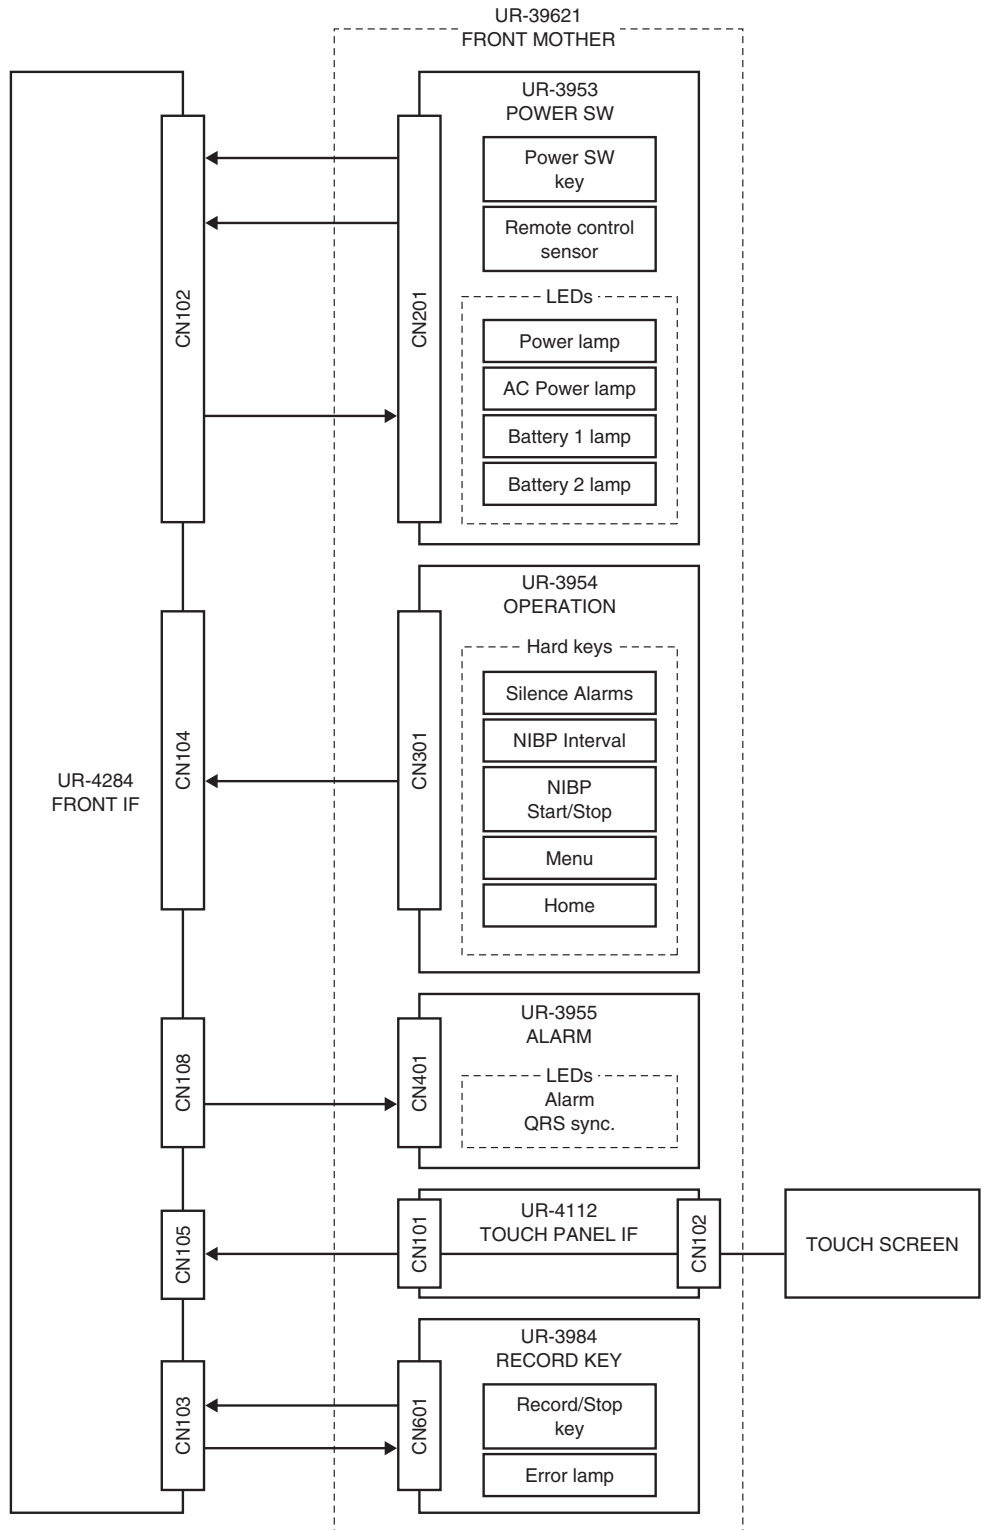 UR-39621
FRONT MOTHER
UR-3953
POWER SW
Power SW
key
Remote control
sensor
LEDs
Power lamp
AC Power lamp
Battery 1 lamp
Battery 2 lamp
CN102
CN201
UR-3954
OPERATION
Hard keys
Silence Alarms
NIBP Interval
NIBP
Start/Stop
Menu
Home
CN104
CN301
UR-4284
FRONT IF
UR-3955
ALARM
LEDs
Alarm
QRS sync.
CN108
CN401
UR-4112
TOUCH PANEL IF
CN105
CN101
CN102
TOUCH SCREEN
UR-3984
RECORD KEY
Record/Stop
key
Error lamp
CN103
CN601